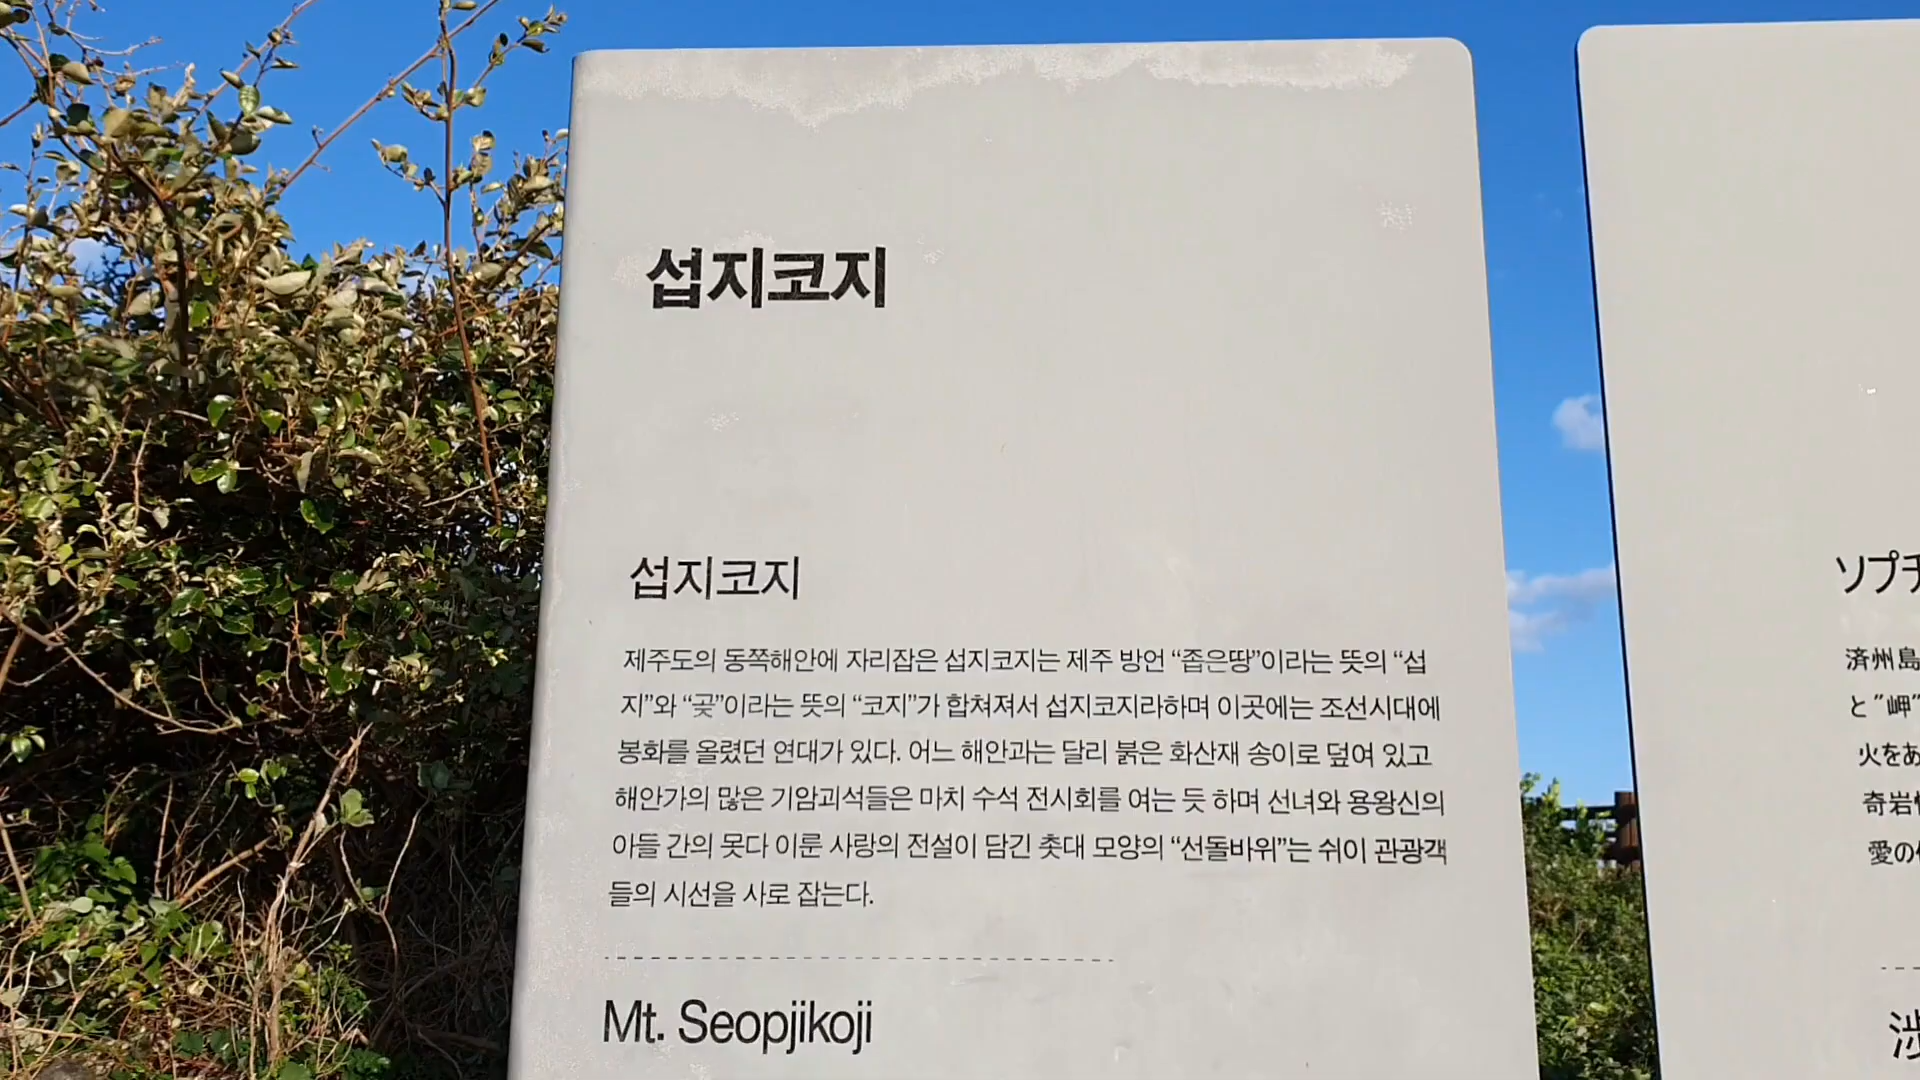 섭지코지
섭지코지
제주도의 동쪽해안에 자리잡은 섭지코지는 제주 방언 “좁은땅”이라는 뜻의 “섭
지”와 “곶”이라는 뜻의 “코지”가 합쳐져서 섭지코지라하며 이곳에는 조선시대에
봉화를 올렸던 연대가 있다. 어느 해안과는 달리 붉은 화산재 송이로 덮여 있고
해안가의 많은 기암괴석들은 마치 수석 전시회를 여는 듯 하며 선녀와 용왕신의
아들 간의 못다 이룬 사랑의 전설이 담긴 촛대 모양의 “선돌바위”는 쉬이 관광객
들의 시선을 사로 잡는다.
Mt. Seopjikoji
ソプチ
済州島
と“岬”
火をあ
奇岩
愛の
涉